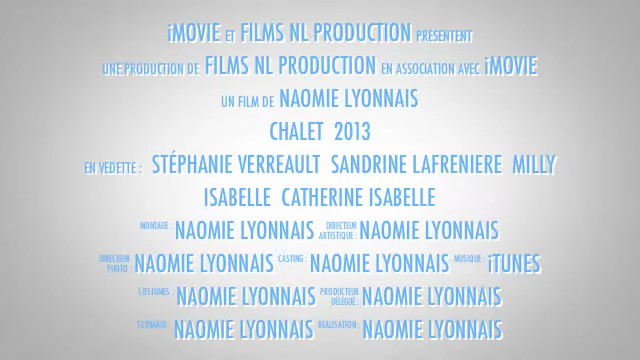 iMOVIE ET FILMS NL PRODUCTION PRÉSENTENT
UNE PRODUCTION DE FILMS NL PRODUCTION EN ASSOCIATION AVEC iMOVIE
UN FILM DE NAOMIE LYONNAIS
CHALET 2013
EN VEDETTE : STÉPHANIE VERREAULT SANDRINE LAFRENIERE MILLY
ISABELLE CATHERINE ISABELLE
MONTAGE : NAOMIE LYONNAIS DIRECTEUR ARTISTIQUE : NAOMIE LYONNAIS
DIRECTEUR PHOTO : NAOMIE LYONNAIS CASTING : NAOMIE LYONNAIS MUSIQUE : iTUNES
COSTUMES : NAOMIE LYONNAIS PRODUCTEUR DÉLÉGUÉ : NAOMIE LYONNAIS
SCÉNARIO : NAOMIE LYONNAIS RÉALISATION : NAOMIE LYONNAIS